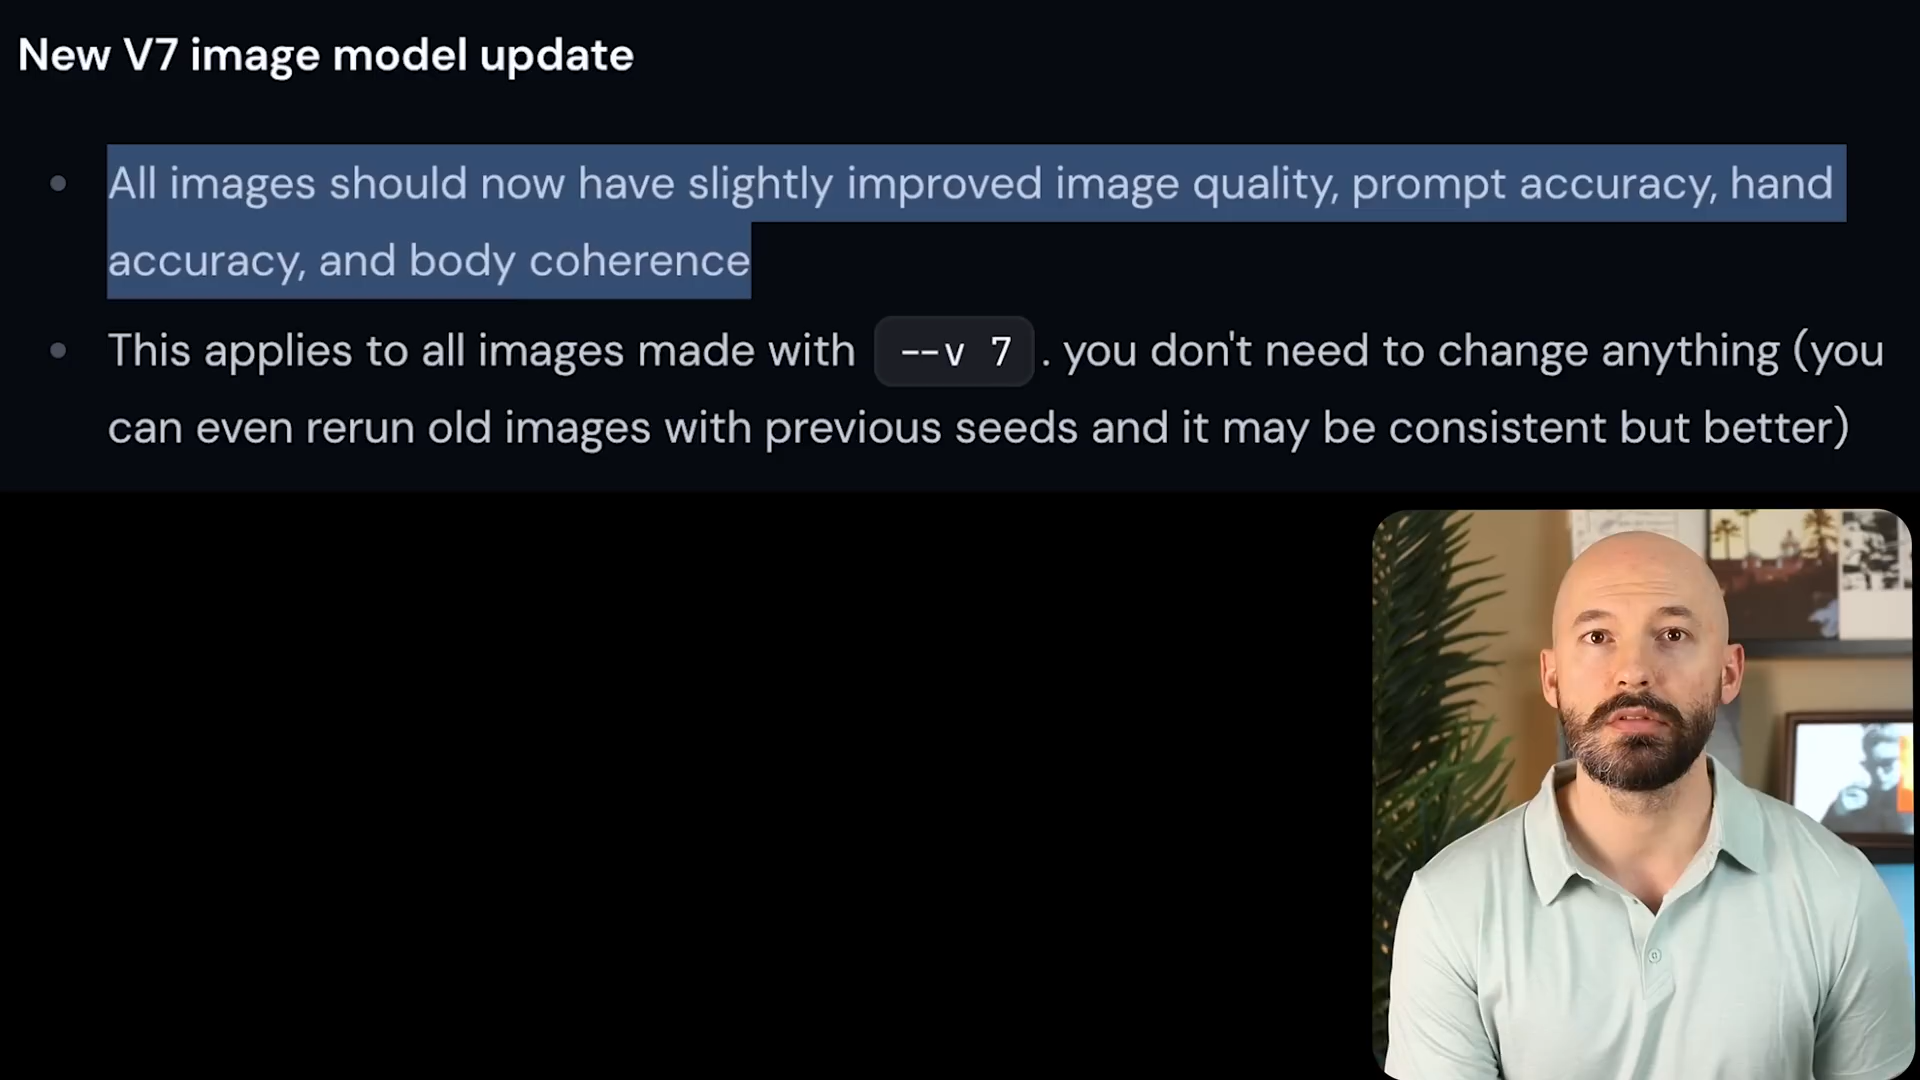 New V7 image model update
All images should now have slightly improved image quality, prompt accuracy, hand
accuracy, and body coherence
This applies to all images made with --v 7 . you don't need to change anything (you
can even rerun old images with previous seeds and it may be consistent but better)